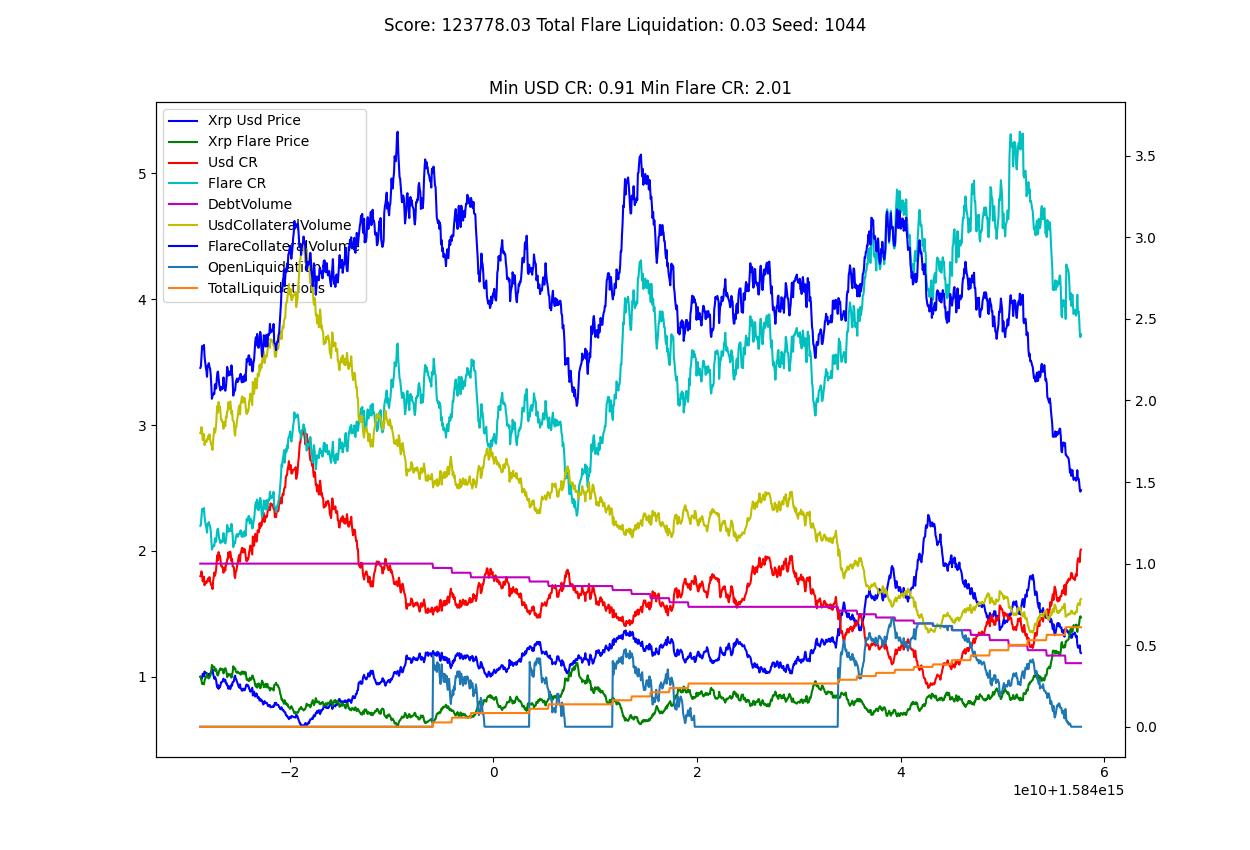 Score: 123778.03 Total Flare Liquidation: 0.03 Seed: 1044
Min USD CR: 0.91 Min Flare CR: 2.01
Xrp Usd Price
Xrp Flare Price
Usd CR
Flare CR
DebtVolume
UsdCollateralVolume
FlareCollateralVolume
OpenLiquidations
TotalLiquidations
5
4
3
2
1
3.5
3.0
2.5
2.0
1.5
1.0
0.5
0.0
−2
0
2
4
6
1e10+1.584e15